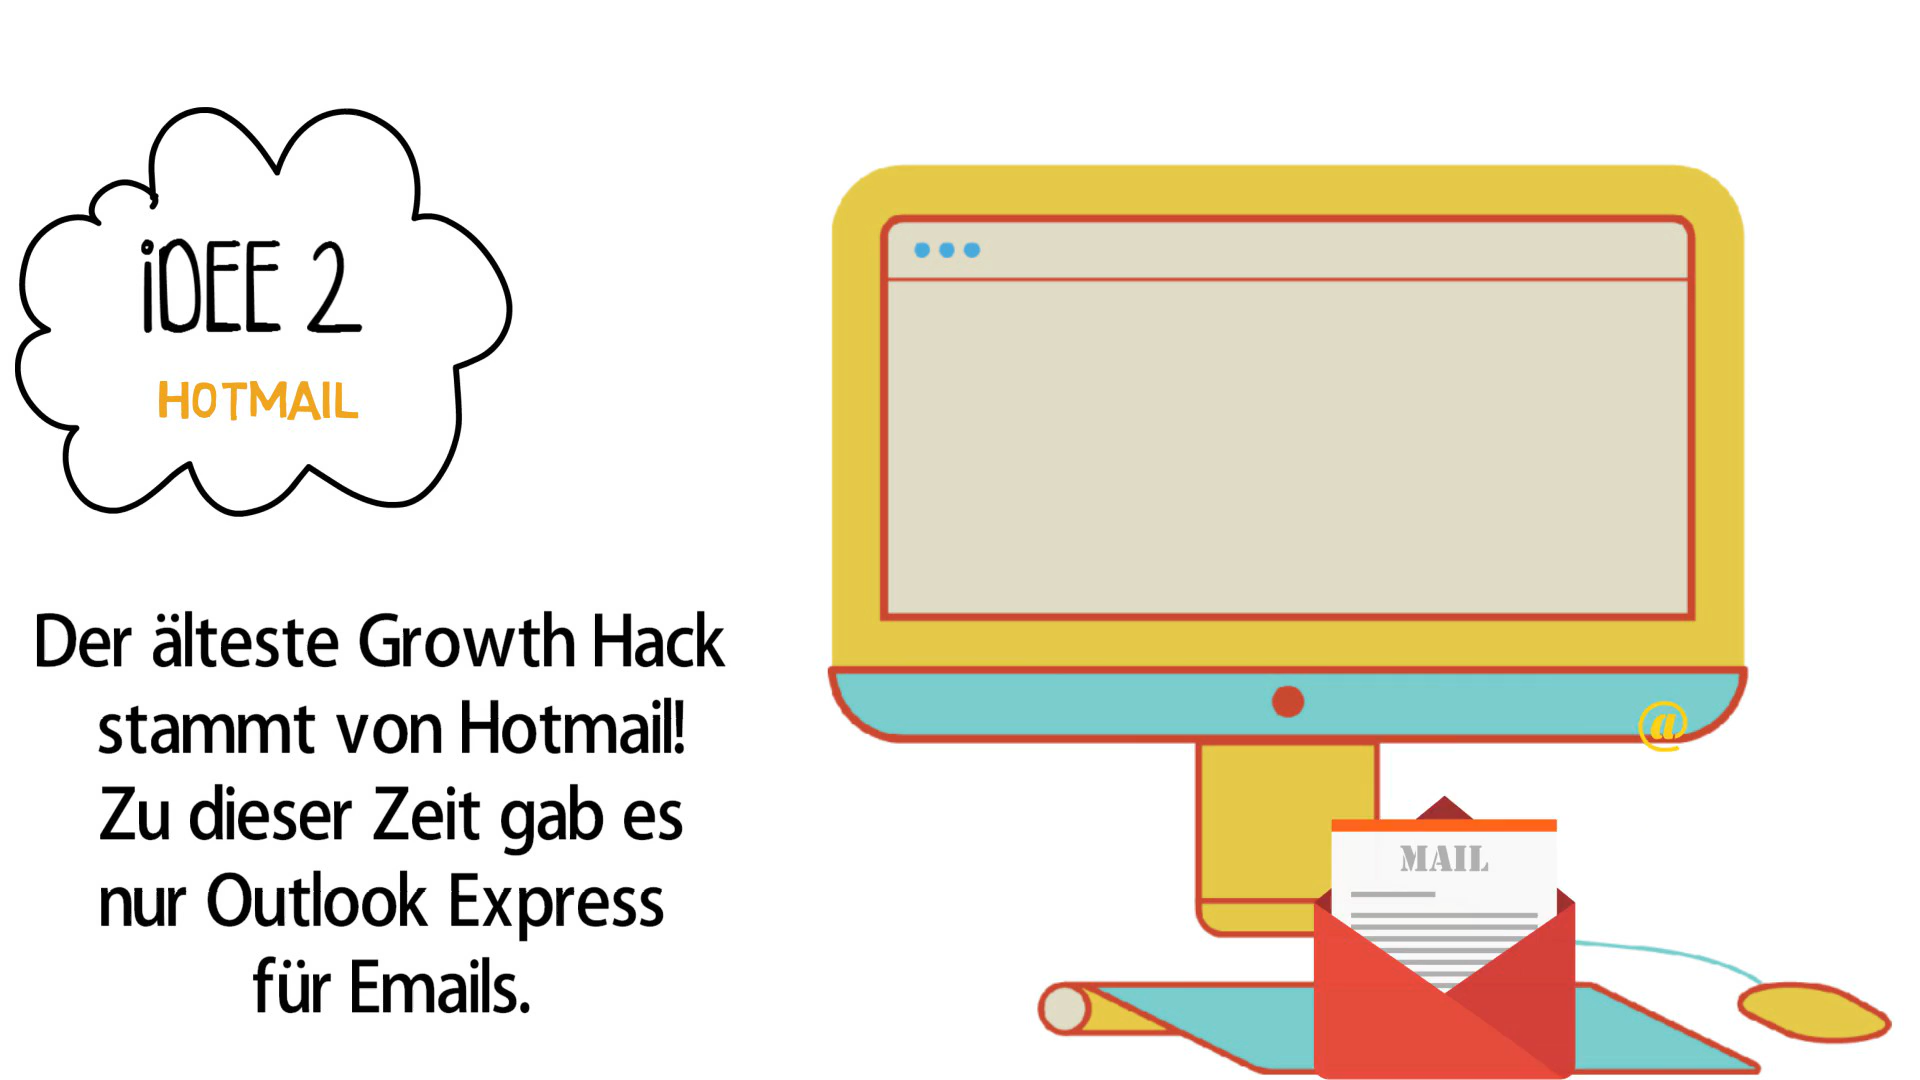 iDEE 2
HOTMAIL
Der älteste Growth Hack
stammt von Hotmail!
Zu dieser Zeit gab es
nur Outlook Express
für Emails.
@
MAIL